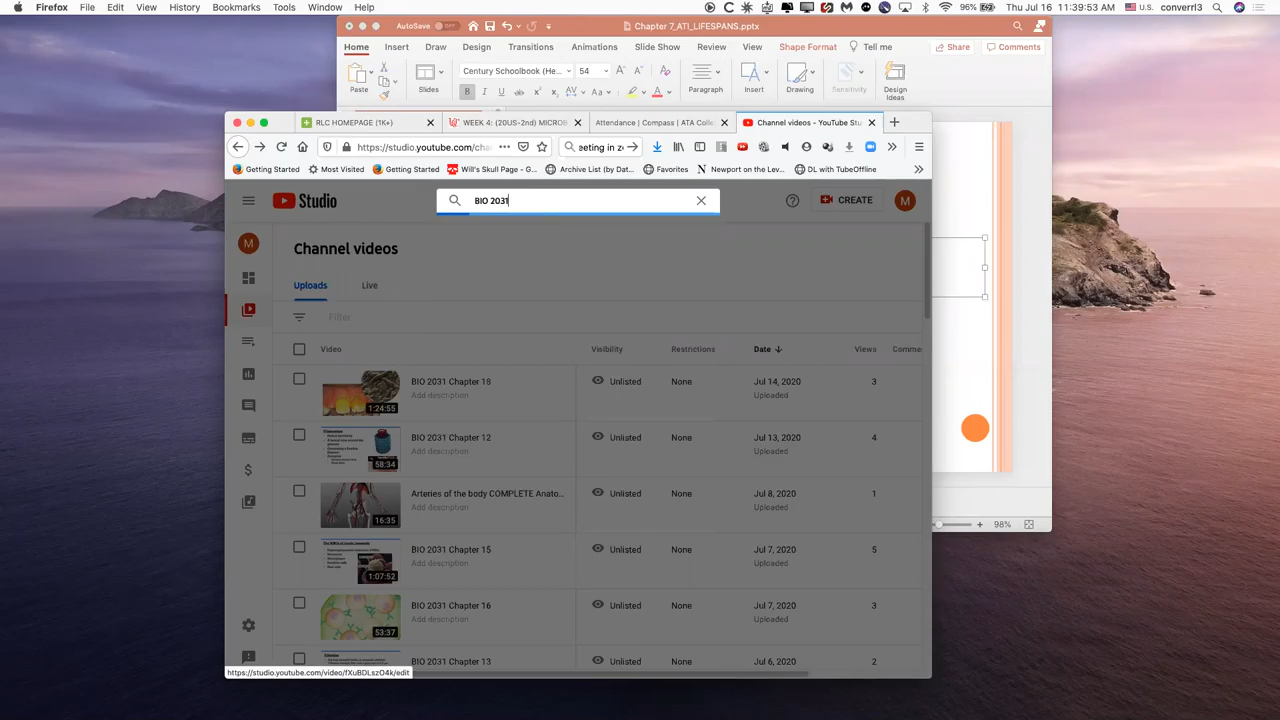 Firefox File Edit View History Bookmarks Tools Window Help 96% U.S. Thu Jul 16 11:39:53 AM converrl3
AutoSave OFF Chapter 7_ATI_LIFESPANS.pptx
Home Insert Draw Design Transitions Animations Slide Show Review View Shape Format Tell me Share Comments
Century Schoolbook (He... 54
Paste Slides B I U ab Paragraph Insert Drawing Sensitivity Design Ideas
RLC HOMEPAGE (1K+) WEEK 4: (20US-2nd) MICROB Attendance | Compass | ATA Colle Channel videos - YouTube Stu
https://studio.youtube.com/cha eeting in z
Getting Started Most Visited Getting Started Will's Skull Page - G... Archive List (by Dat... Favorites Newport on the Lev... DL with TubeOffline
Studio BIO 2031 CREATE M
M Channel videos
Uploads Live
Filter
Video Visibility Restrictions Date Views Comme
BIO 2031 Chapter 18 Unlisted None Jul 14, 2020 3
1:24:55 Add description Uploaded
BIO 2031 Chapter 12 Unlisted None Jul 13, 2020 4
58:34 Add description Uploaded
Arteries of the body COMPLETE Anato... Unlisted None Jul 8, 2020 1
16:35 Add description Uploaded
BIO 2031 Chapter 15 Unlisted None Jul 7, 2020 5
1:07:52 Add description Uploaded
BIO 2031 Chapter 16 Unlisted None Jul 7, 2020 3
53:37 Add description Uploaded
BIO 2031 Chapter 13 Unlisted None Jul 6, 2020 2
https://studio.youtube.com/video/fXuBDLszO4k/edit
98%